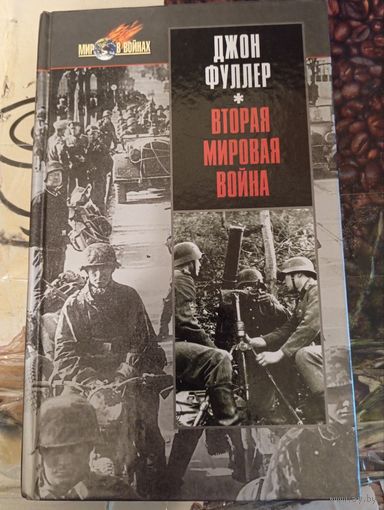 МИР В ВОЙНАХ
ДЖОН
ФУЛЛЕР
*
ВТОРАЯ
МИРОВАЯ
ВОЙНА